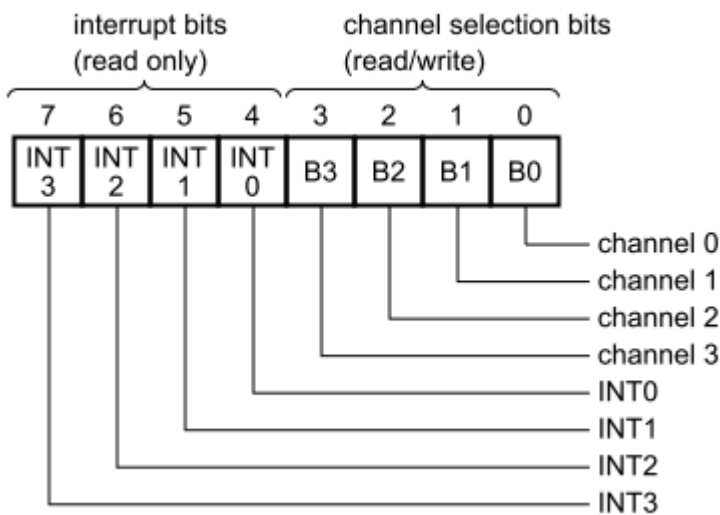 interrupt bits
(read only)
channel selection bits
(read/write)
7 6 5 4 3 2 1 0
INT 3 INT 2 INT 1 INT 0 B3 B2 B1 B0
channel 0
channel 1
channel 2
channel 3
INT0
INT1
INT2
INT3